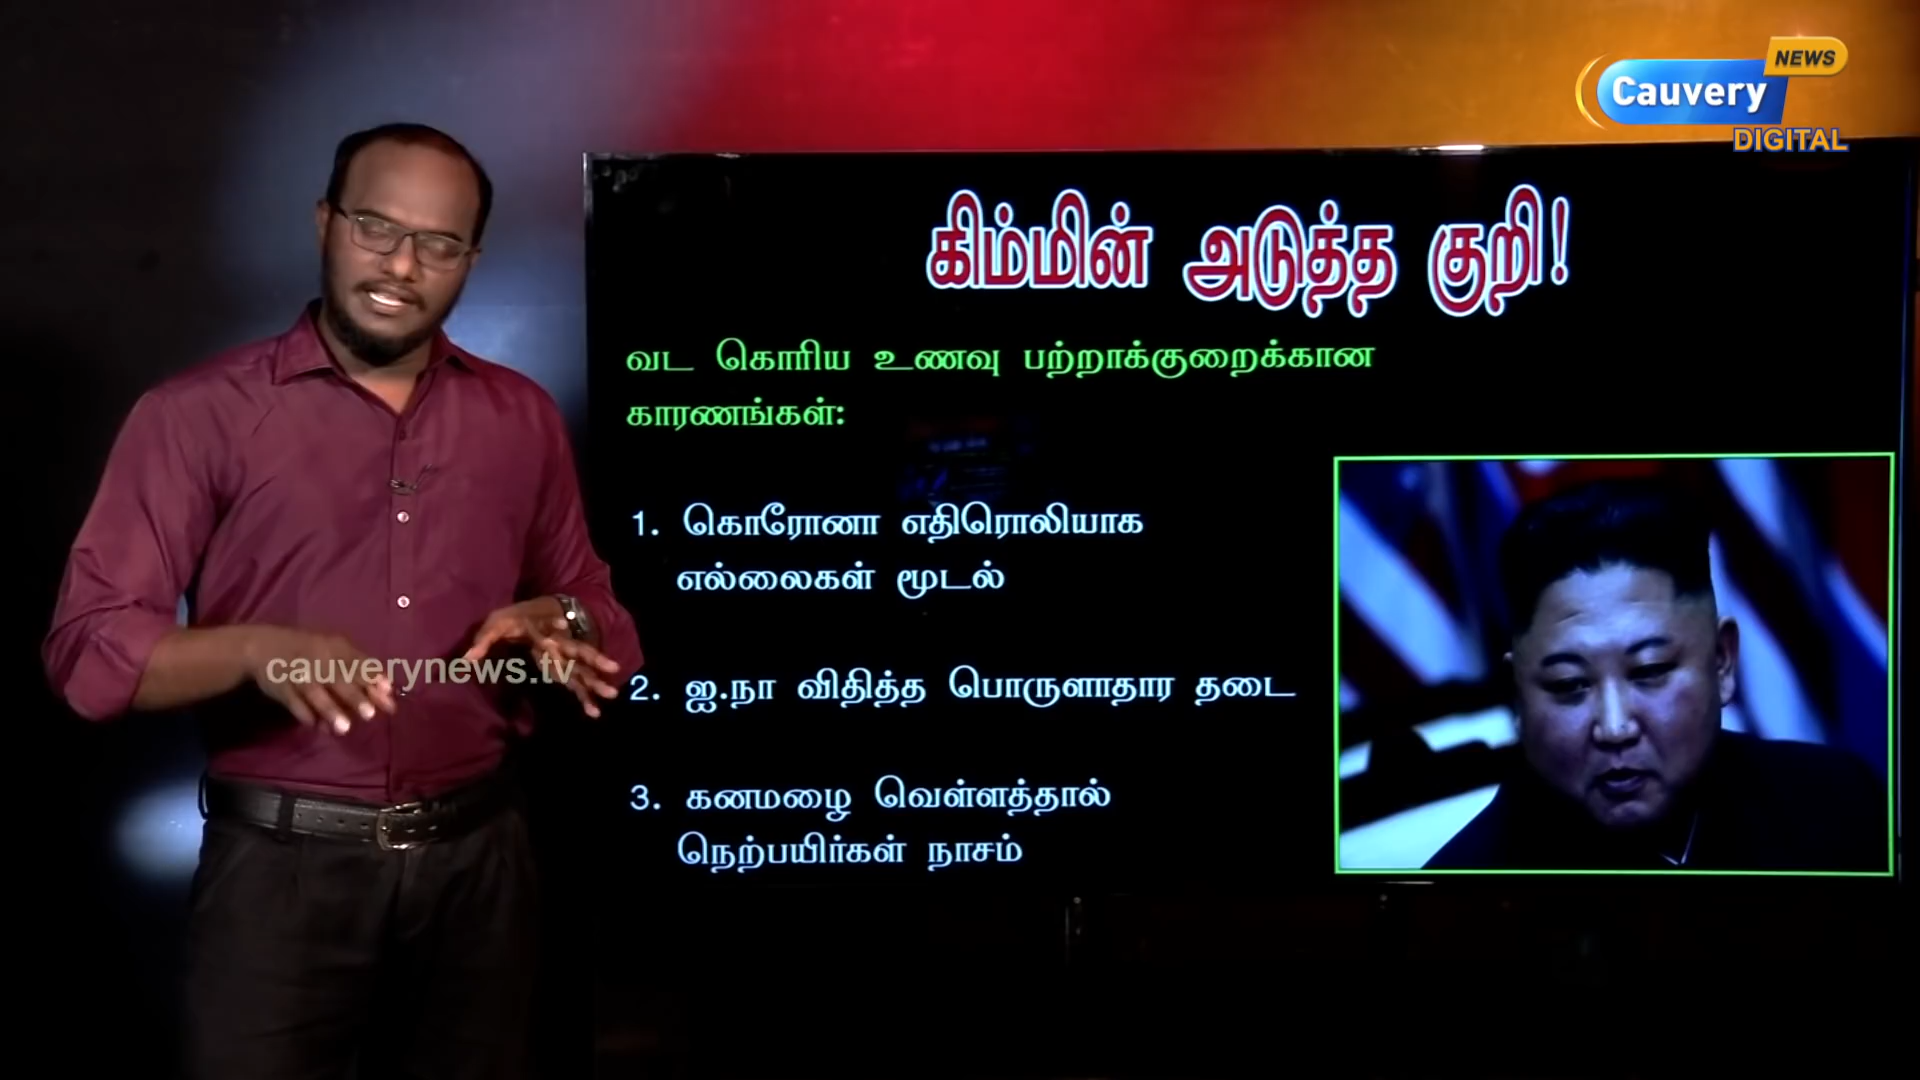 NEWS
Cauvery
DIGITAL
கிம்மின் அடுத்த குறி!
வட கொரிய உணவு பற்றாக்குறைக்கான
காரணங்கள்:
1. கொரோனா எதிரொலியாக
எல்லைகள் மூடல்
cauverynews.tv
2. ஐ.நா விதித்த பொருளாதார தடை
3. கனமழை வெள்ளத்தால்
நெற்பயிர்கள் நாசம்